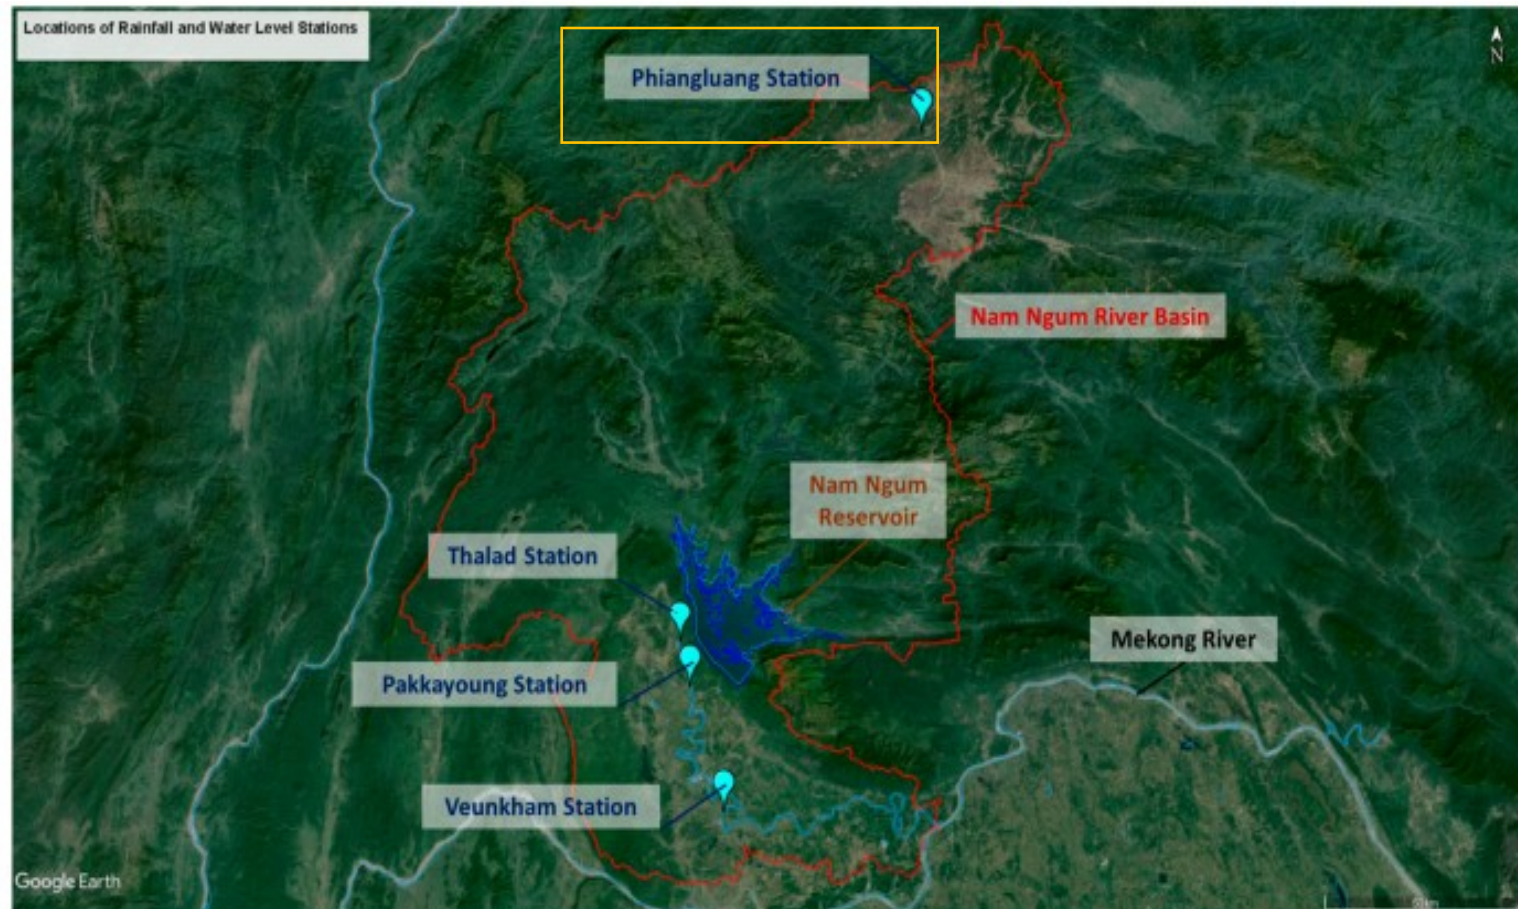 Locations of Rainfall and Water Level Stations
N
Phiangluang Station
Nam Ngum River Basin
Nam Ngum
Reservoir
Thalad Station
Mekong River
Pakkayoung Station
Veunkham Station
Google Earth